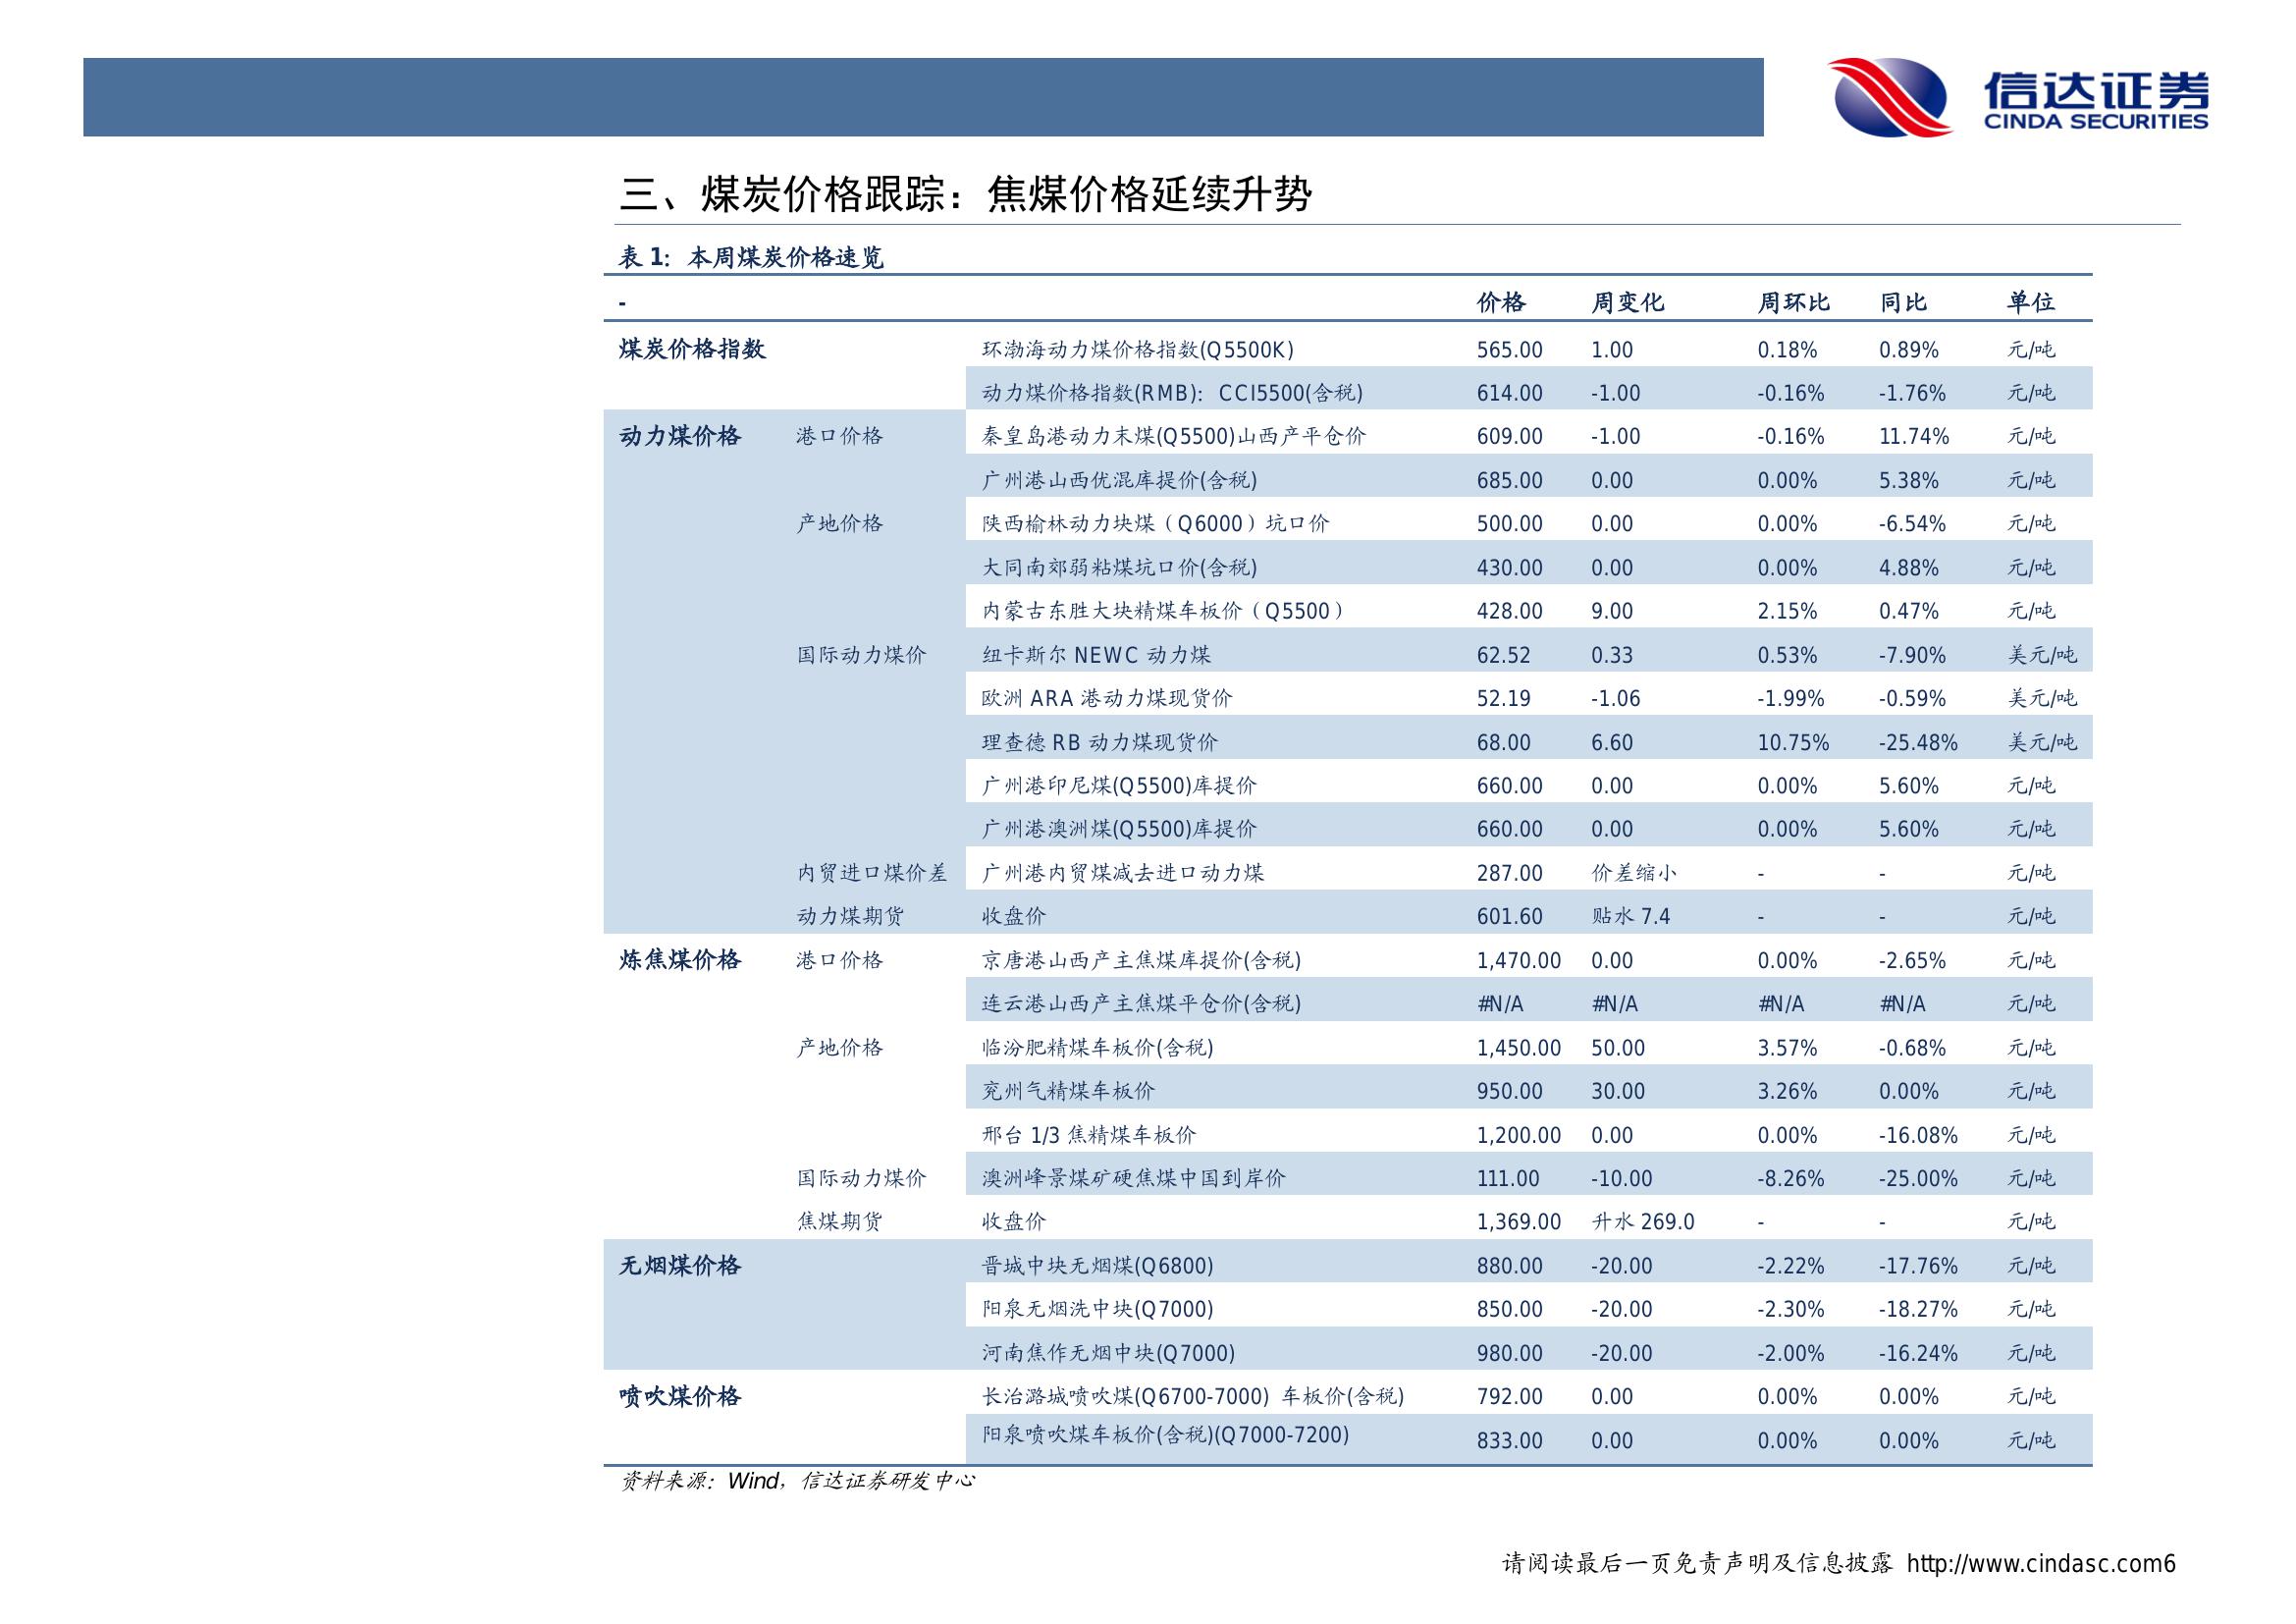 信达证券
CINDA SECURITIES
三、煤炭价格跟踪：焦煤价格延续升势
表 1：本周煤炭价格速览
- 价格 周变化 周环比 同比 单位
煤炭价格指数 环渤海动力煤价格指数(Q5500K) 565.00 1.00 0.18% 0.89% 元/吨
动力煤价格指数(RMB)：CCI5500(含税) 614.00 -1.00 -0.16% -1.76% 元/吨
动力煤价格 港口价格 秦皇岛港动力末煤(Q5500)山西产平仓价 609.00 -1.00 -0.16% 11.74% 元/吨
广州港山西优混库提价(含税) 685.00 0.00 0.00% 5.38% 元/吨
产地价格 陕西榆林动力块煤（Q6000）坑口价 500.00 0.00 0.00% -6.54% 元/吨
大同南郊弱粘煤坑口价(含税) 430.00 0.00 0.00% 4.88% 元/吨
内蒙古东胜大块精煤车板价（Q5500） 428.00 9.00 2.15% 0.47% 元/吨
国际动力煤价 纽卡斯尔 NEWC 动力煤 62.52 0.33 0.53% -7.90% 美元/吨
欧洲 ARA 港动力煤现货价 52.19 -1.06 -1.99% -0.59% 美元/吨
理查德 RB 动力煤现货价 68.00 6.60 10.75% -25.48% 美元/吨
广州港印尼煤(Q5500)库提价 660.00 0.00 0.00% 5.60% 元/吨
广州港澳洲煤(Q5500)库提价 660.00 0.00 0.00% 5.60% 元/吨
内贸进口煤价差 广州港内贸煤减去进口动力煤 287.00 价差缩小 - - 元/吨
动力煤期货 收盘价 601.60 贴水 7.4 - - 元/吨
炼焦煤价格 港口价格 京唐港山西产主焦煤库提价(含税) 1,470.00 0.00 0.00% -2.65% 元/吨
连云港山西产主焦煤平仓价(含税) #N/A #N/A #N/A #N/A 元/吨
产地价格 临汾肥精煤车板价(含税) 1,450.00 50.00 3.57% -0.68% 元/吨
兖州气精煤车板价 950.00 30.00 3.26% 0.00% 元/吨
邢台 1/3 焦精煤车板价 1,200.00 0.00 0.00% -16.08% 元/吨
国际动力煤价 澳洲峰景煤矿硬焦煤中国到岸价 111.00 -10.00 -8.26% -25.00% 元/吨
焦煤期货 收盘价 1,369.00 升水 269.0 - - 元/吨
无烟煤价格 晋城中块无烟煤(Q6800) 880.00 -20.00 -2.22% -17.76% 元/吨
阳泉无烟洗中块(Q7000) 850.00 -20.00 -2.30% -18.27% 元/吨
河南焦作无烟中块(Q7000) 980.00 -20.00 -2.00% -16.24% 元/吨
喷吹煤价格 长冶潞城喷吹煤(Q6700-7000) 车板价(含税) 792.00 0.00 0.00% 0.00% 元/吨
阳泉喷吹煤车板价(含税)(Q7000-7200) 833.00 0.00 0.00% 0.00% 元/吨
资料来源：Wind，信达证券研发中心
请阅读最后一页免责声明及信息披露 http://www.cindasc.com6